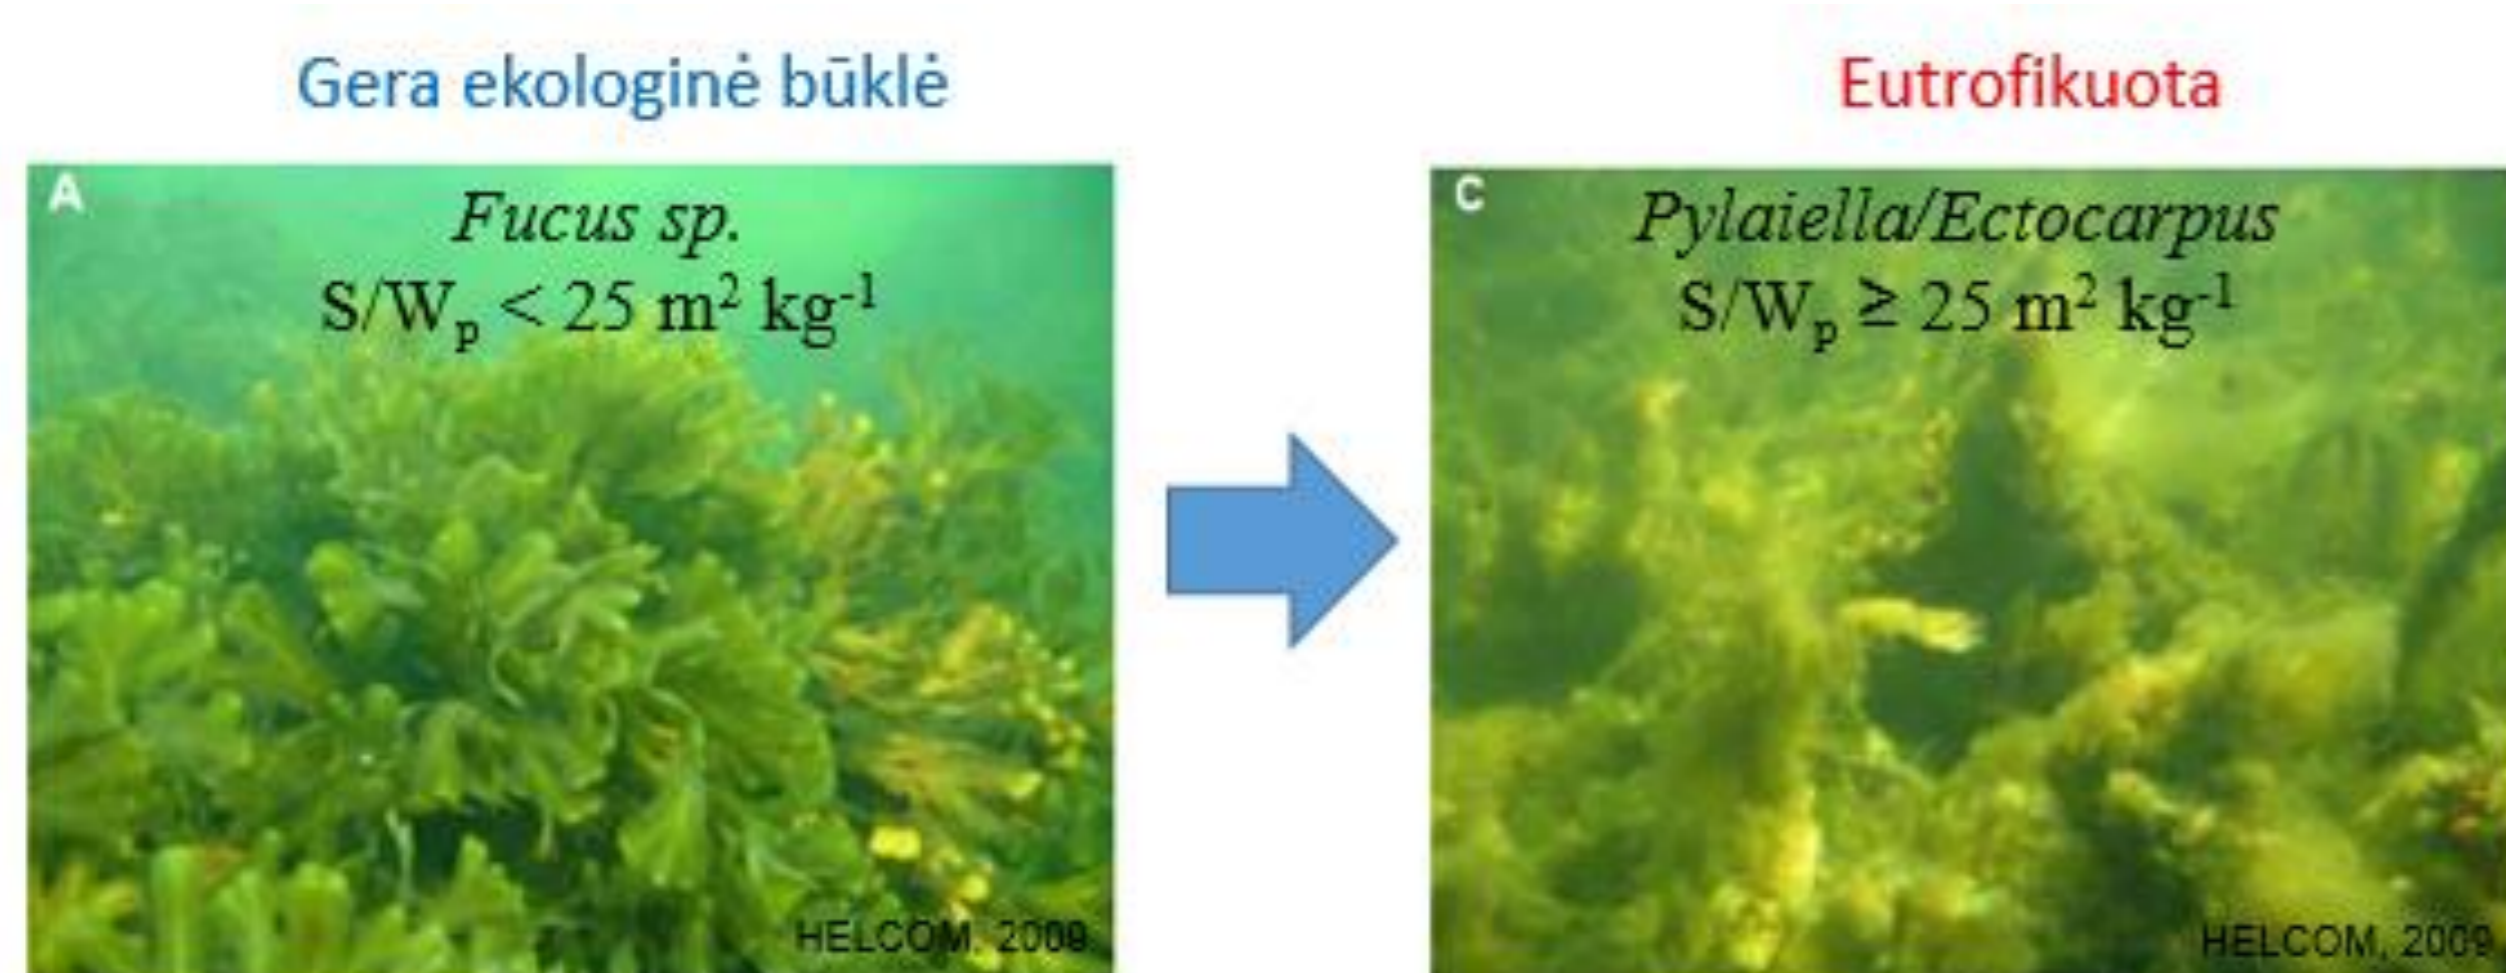 Gera ekologinė būklė
Eutrofikuota
A
Fucus sp.
S/Wp < 25 m² kg⁻¹
HELCOM, 2009
C
Pylaiella/Ectocarpus
S/Wp ≥ 25 m² kg⁻¹
HELCOM, 2009